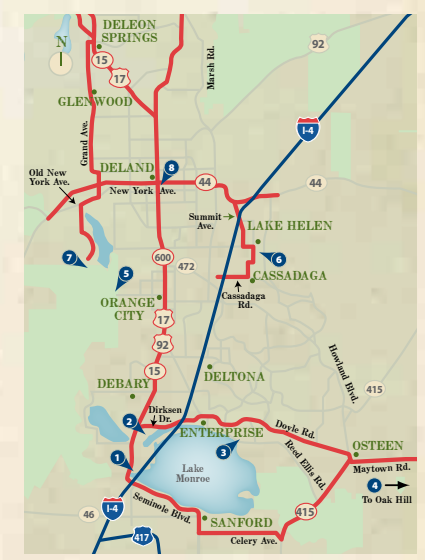 DELEON
SPRINGS
N
15
17
Marsh Rd.
92
GLENWOOD
I-4
Grand Ave.
Old New
York Ave.
DELAND
8
New York Ave.
44
44
Summit
Ave.
LAKE HELEN
7
600
472
6
5
CASSADAGA
ORANGE
CITY
Cassadaga
Rd.
17
92
15
Howland Blvd.
DELTONA
415
DEBARY
Dirksen
Dr.
2
ENTERPRISE
Doyle Rd.
3
Reed Ellis Rd.
OSTEEN
1
Lake
Monroe
Maytown Rd.
4
To Oak Hill
Seminole Blvd.
46
I-4
415
SANFORD
417
Celery Ave.